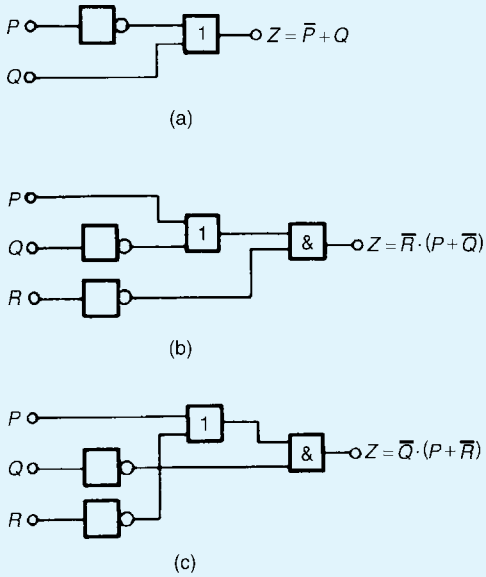 P 1 Z = P̅ + Q
Q
(a)
P
Q 1 & Z = R̅ · (P + Q̅)
R
(b)
P 1
Q & Z = Q̅ · (P + R̅)
R
(c)